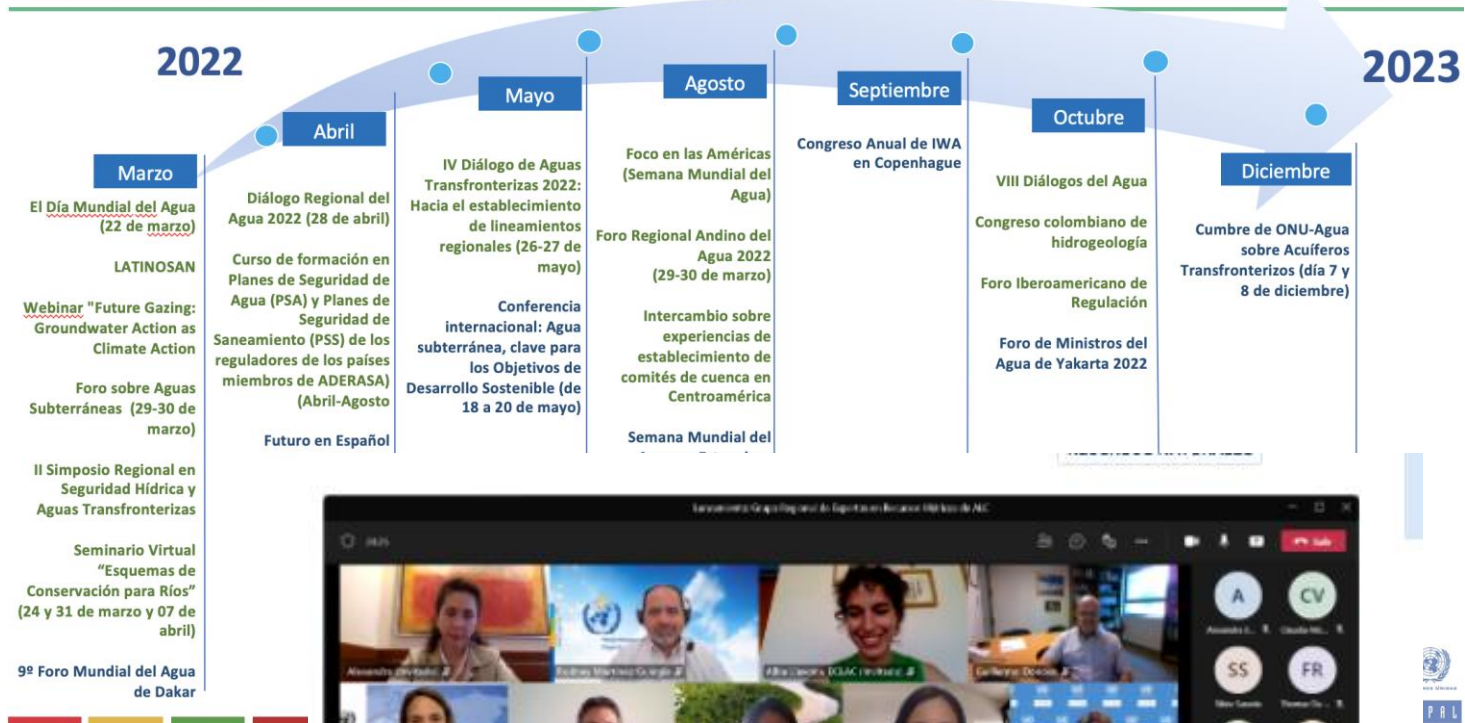 2022
2023
Marzo
El Día Mundial del Agua
(22 de marzo)
LATINOSAN
Webinar "Future Gazing:
Groundwater Action as
Climate Action
Foro sobre Aguas
Subterráneas (29-30 de
marzo)
II Simposio Regional en
Seguridad Hídrica y
Aguas Transfronterizas
Seminario Virtual
“Esquemas de
Conservación para Ríos”
(24 y 31 de marzo y 07 de
abril)
9º Foro Mundial del Agua
de Dakar
Abril
Diálogo Regional del
Agua 2022 (28 de abril)
Curso de formación en
Planes de Seguridad de
Agua (PSA) y Planes de
Seguridad de
Saneamiento (PSS) de los
reguladores de los países
miembros de ADERASA)
(Abril-Agosto
Futuro en Español
Mayo
IV Diálogo de Aguas
Transfronterizas 2022:
Hacia el establecimiento
de lineamientos
regionales (26-27 de
mayo)
Conferencia
internacional: Agua
subterránea, clave para
los Objetivos de
Desarrollo Sostenible (de
18 a 20 de mayo)
Agosto
Foco en las Américas
(Semana Mundial del
Agua)
Foro Regional Andino del
Agua 2022
(29-30 de marzo)
Intercambio sobre
experiencias de
establecimiento de
comités de cuenca en
Centroamérica
Semana Mundial del
Septiembre
Congreso Anual de IWA
en Copenhague
Octubre
VIII Diálogos del Agua
Congreso colombiano de
hidrogeología
Foro Iberoamericano de
Regulación
Foro de Ministros del
Agua de Yakarta 2022
Diciembre
Cumbre de ONU-Agua
sobre Acuíferos
Transfronterizos (día 7 y
8 de diciembre)
Lanzamiento Grupo Regional de Expertos en Recursos Hídricos de ALC
A
CV
SS
FR